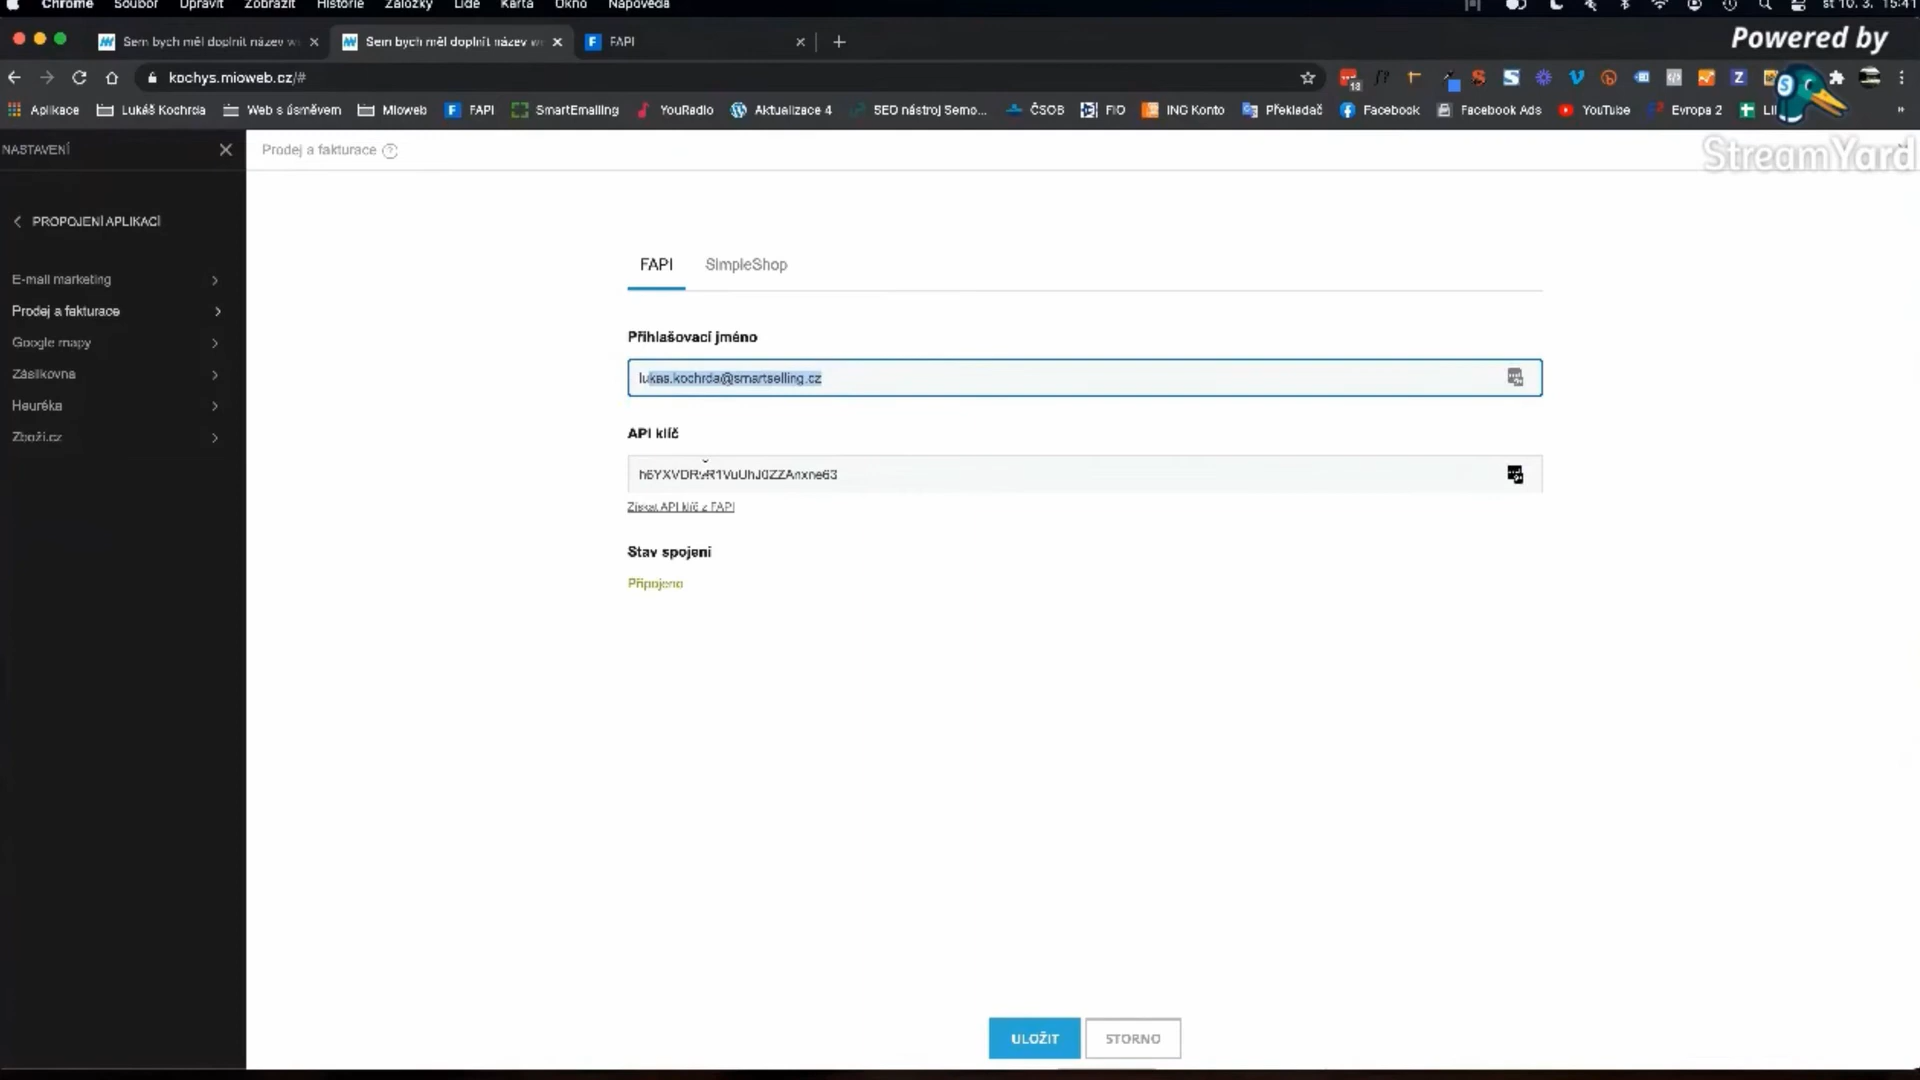 Chrome Soubor Upravit Zobrazit Historie Záložky Lidé Karta Okno Nápověda st 10. 3. 15:41
Sem bych měl doplnit název w Sem bych měl doplnit název w FAPI
Powered by
kochys.mioweb.cz/#
18
Aplikace Lukáš Kochrda Web s úsměvem Mioweb FAPI SmartEmailing YouRadio Aktualizace 4 SEO nástroj Semo... ČSOB FIO ING Konto Překladač Facebook Facebook Ads YouTube Evropa 2
StreamYard
NASTAVENÍ
Prodej a fakturace
PROPOJENÍ APLIKACÍ
E-mail marketing
Prodej a fakturace
Google mapy
Zásilkovna
Heuréka
Zboží.cz
FAPI SimpleShop
Přihlašovací jméno
lukas.kochrda@smartselling.cz
API klíč
Získat API klíč z FAPI
Stav spojení
Připojeno
ULOŽIT STORNO